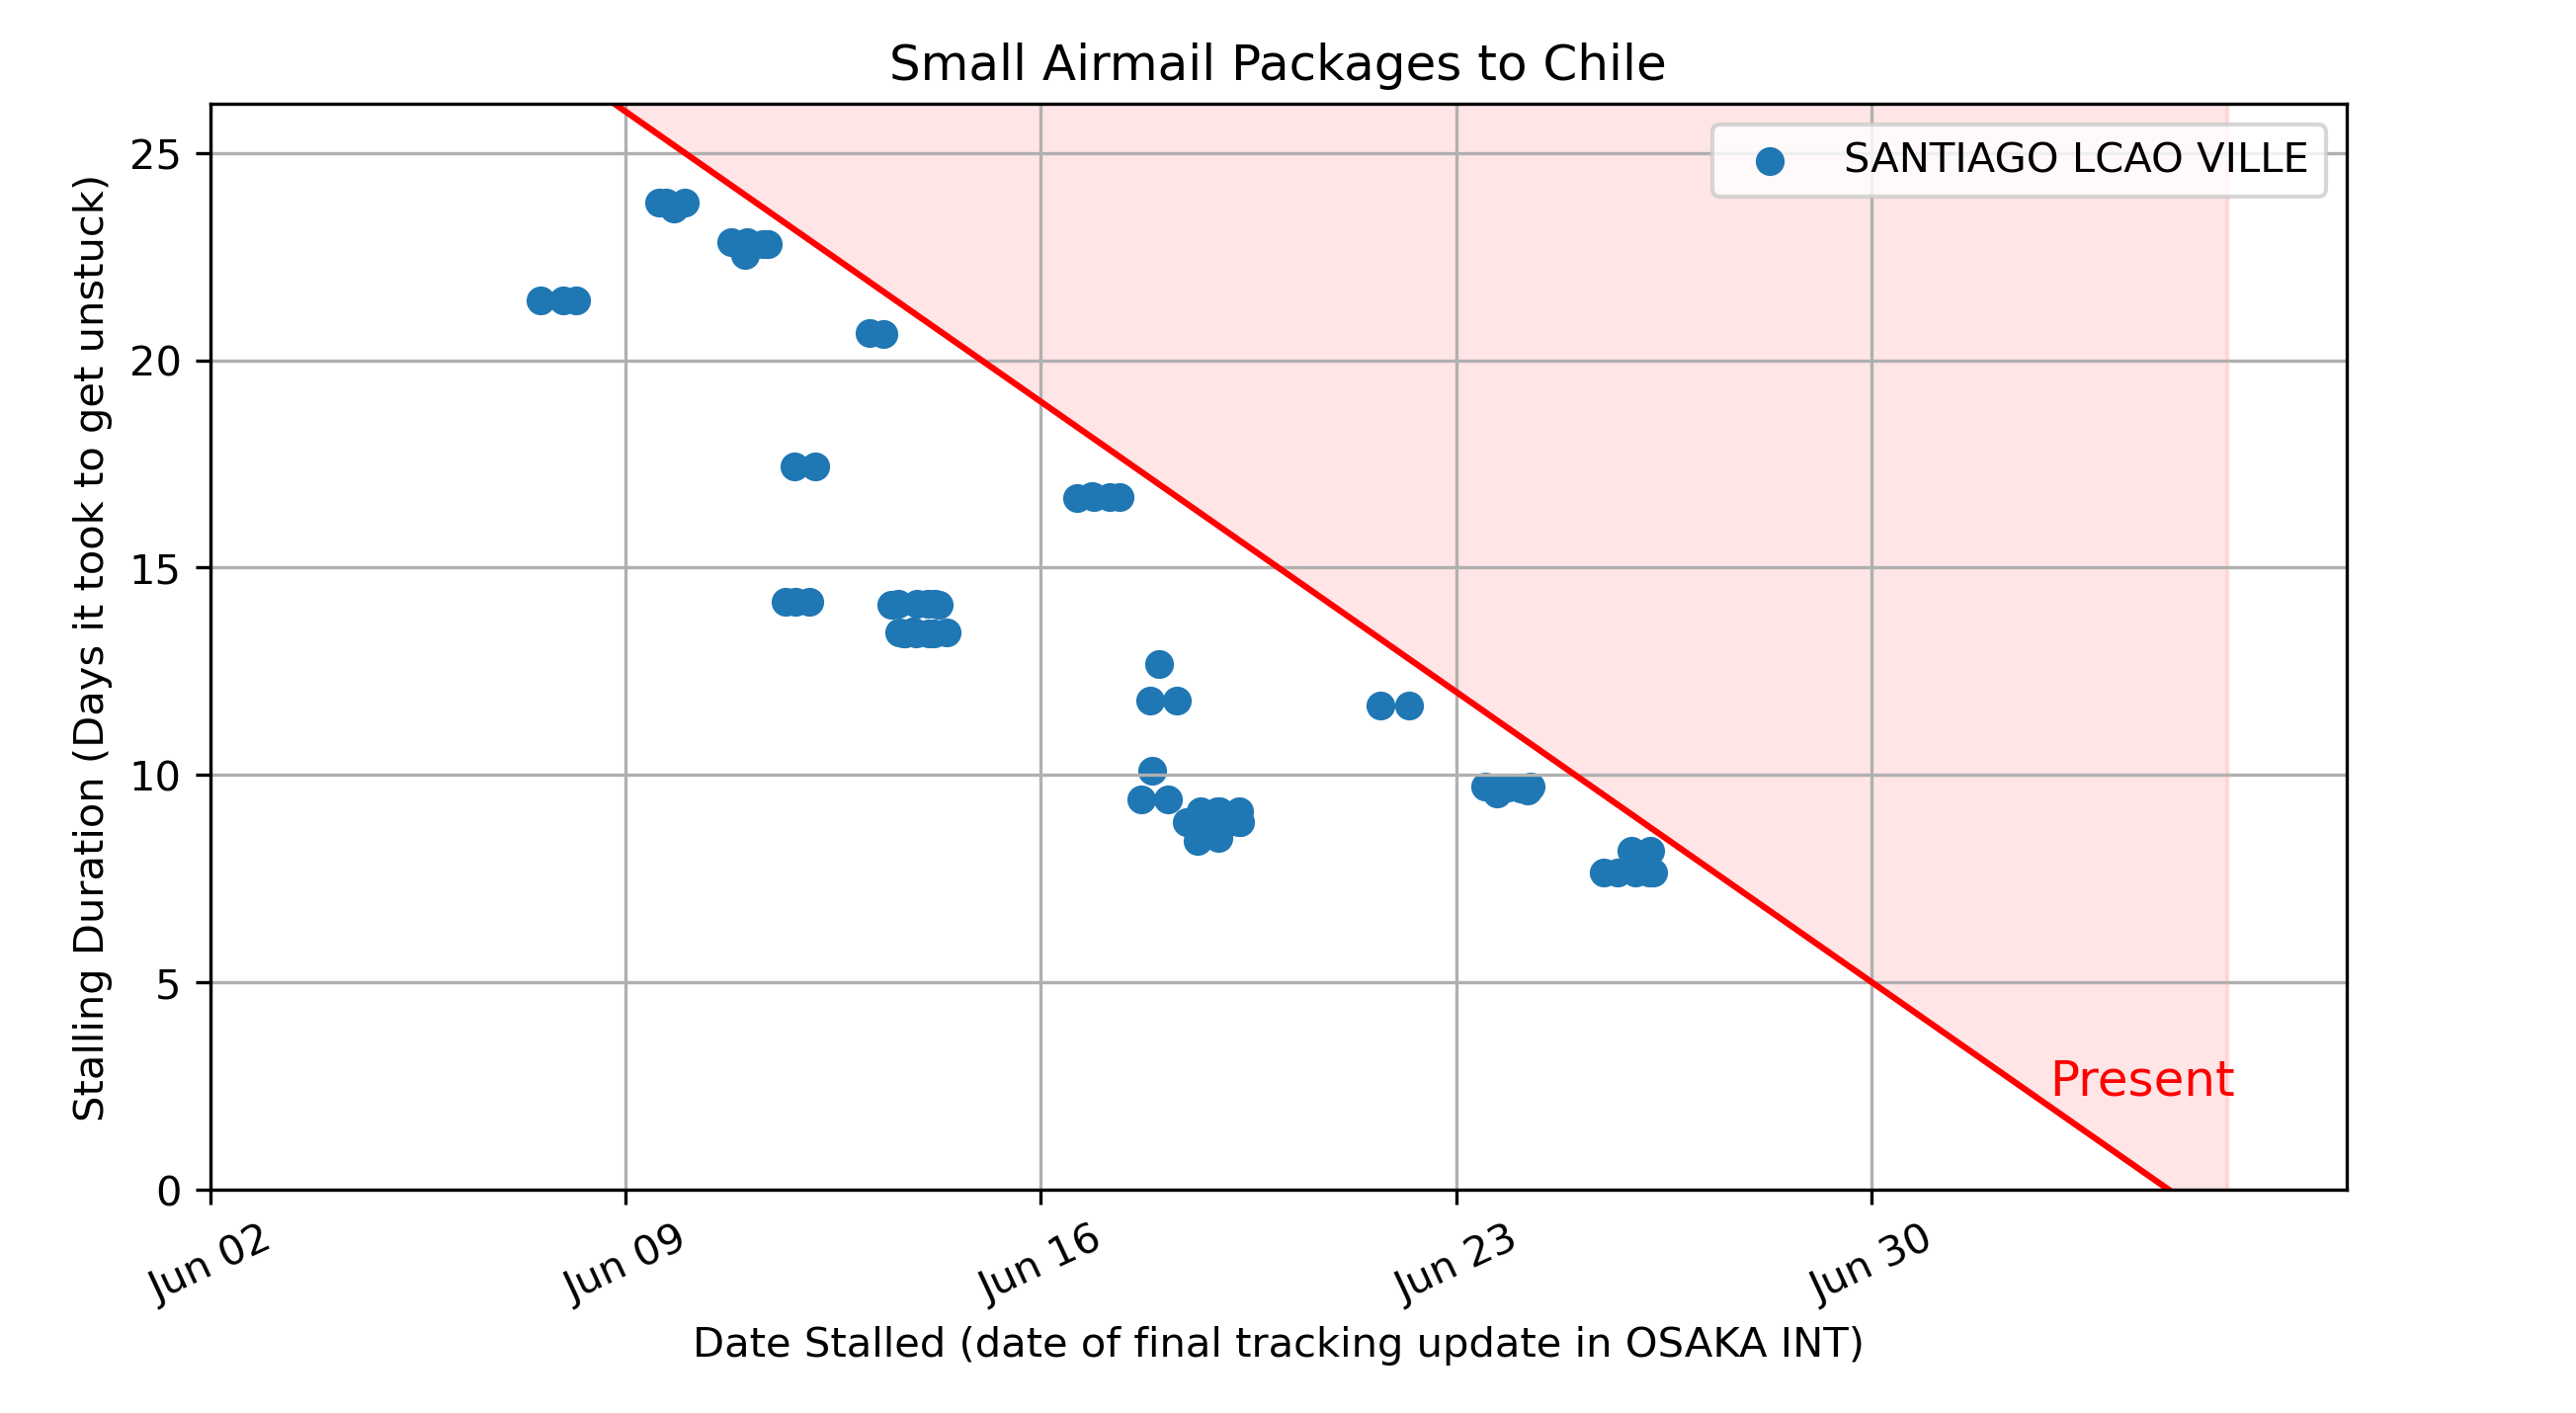 Small Airmail Packages to Chile
SANTIAGO LCAO VILLE
Stalling Duration (Days it took to get unstuck)
25
20
15
10
5
0
Present
Jun 02
Jun 09
Jun 16
Jun 23
Jun 30
Date Stalled (date of final tracking update in OSAKA INT)